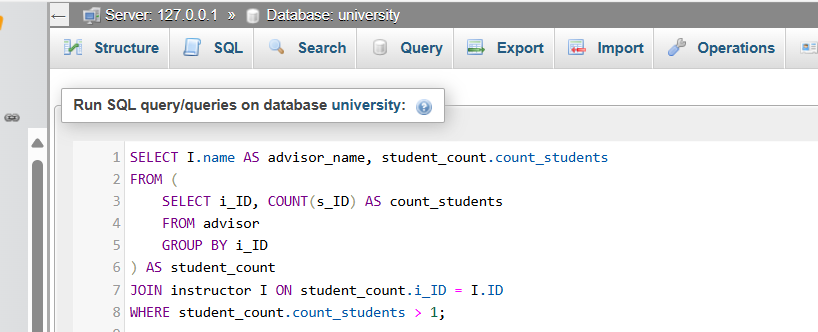 Server: 127.0.0.1 » Database: university
Structure SQL Search Query Export Import Operations
Run SQL query/queries on database university:
1 SELECT I.name AS advisor_name, student_count.count_students
2 FROM (
3 SELECT i_ID, COUNT(s_ID) AS count_students
4 FROM advisor
5 GROUP BY i_ID
6 ) AS student_count
7 JOIN instructor I ON student_count.i_ID = I.ID
8 WHERE student_count.count_students > 1;